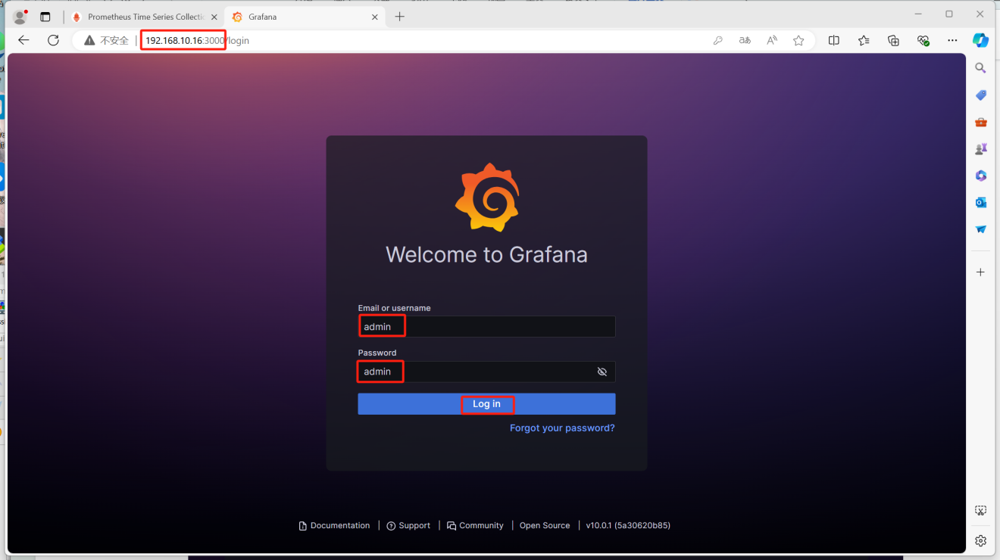 Prometheus Time Series Collectio
Grafana
不安全
192.168.10.16:3000/login
Welcome to Grafana
Email or username
admin
Password
admin
Log in
Forgot your password?
Documentation
Support
Community
Open Source
v10.0.1 (5a30620b85)